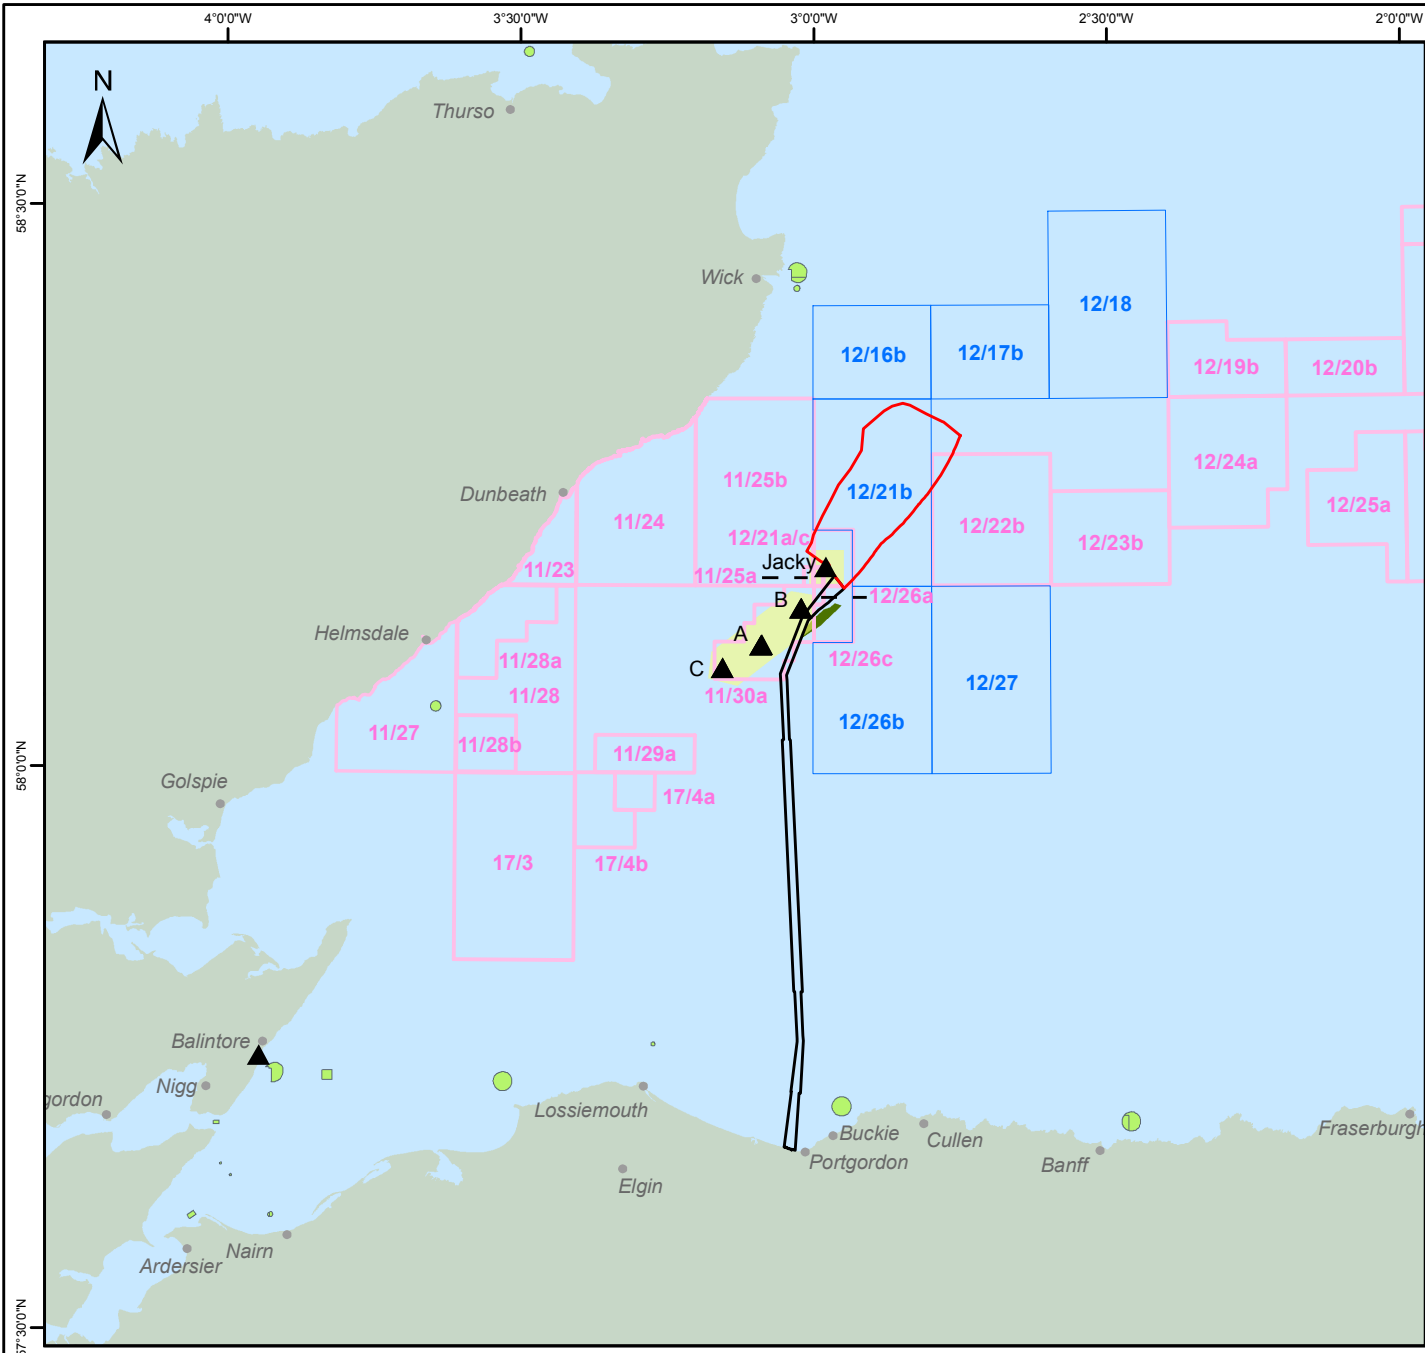 4°0'0"W
3°30'0"W
3°0'0"W
2°30'0"W
2°0'0"W
N
Thurso
58°30'0"N
Wick
12/18
12/16b
12/17b
12/19b
12/20b
11/25b
12/21b
12/24a
Dunbeath
12/25a
11/24
12/22b
12/21a/c
12/23b
Jacky
11/23
11/25a
12/26a
B
Helmsdale
A
11/28a
12/26c
C
11/28
11/30a
12/27
12/26b
11/27
11/28b
11/29a
58°0'0"N
Golspie
17/4a
17/3
17/4b
Balintore
Nigg
gordon
Lossiemouth
Buckie
Cullen
Fraserburgh
Portgordon
Banff
Elgin
Nairn
Ardersier
57°30'0"N